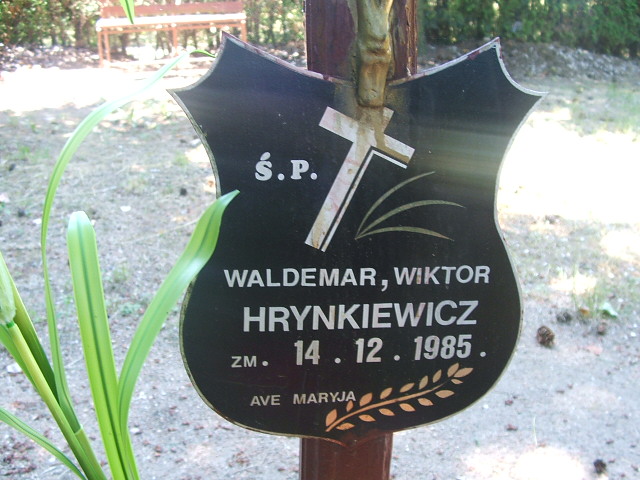 Ś.P.
WALDEMAR, WIKTOR
HRYNKIEWICZ
ZM. 14.12.1985.
AVE MARYJA